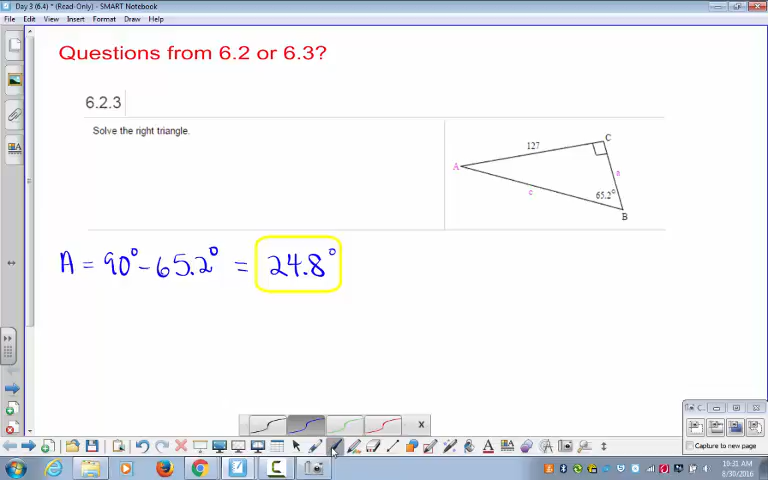 Day 3 (6.4) * (Read-Only) - SMART Notebook
File Edit View Insert Format Draw Help
Questions from 6.2 or 6.3?
6.2.3
Solve the right triangle.
C
127
A
a
c
65.2°
B
A = 90° - 65.2° = 24.8°
Capture to new page
10:31 AM
8/30/2016